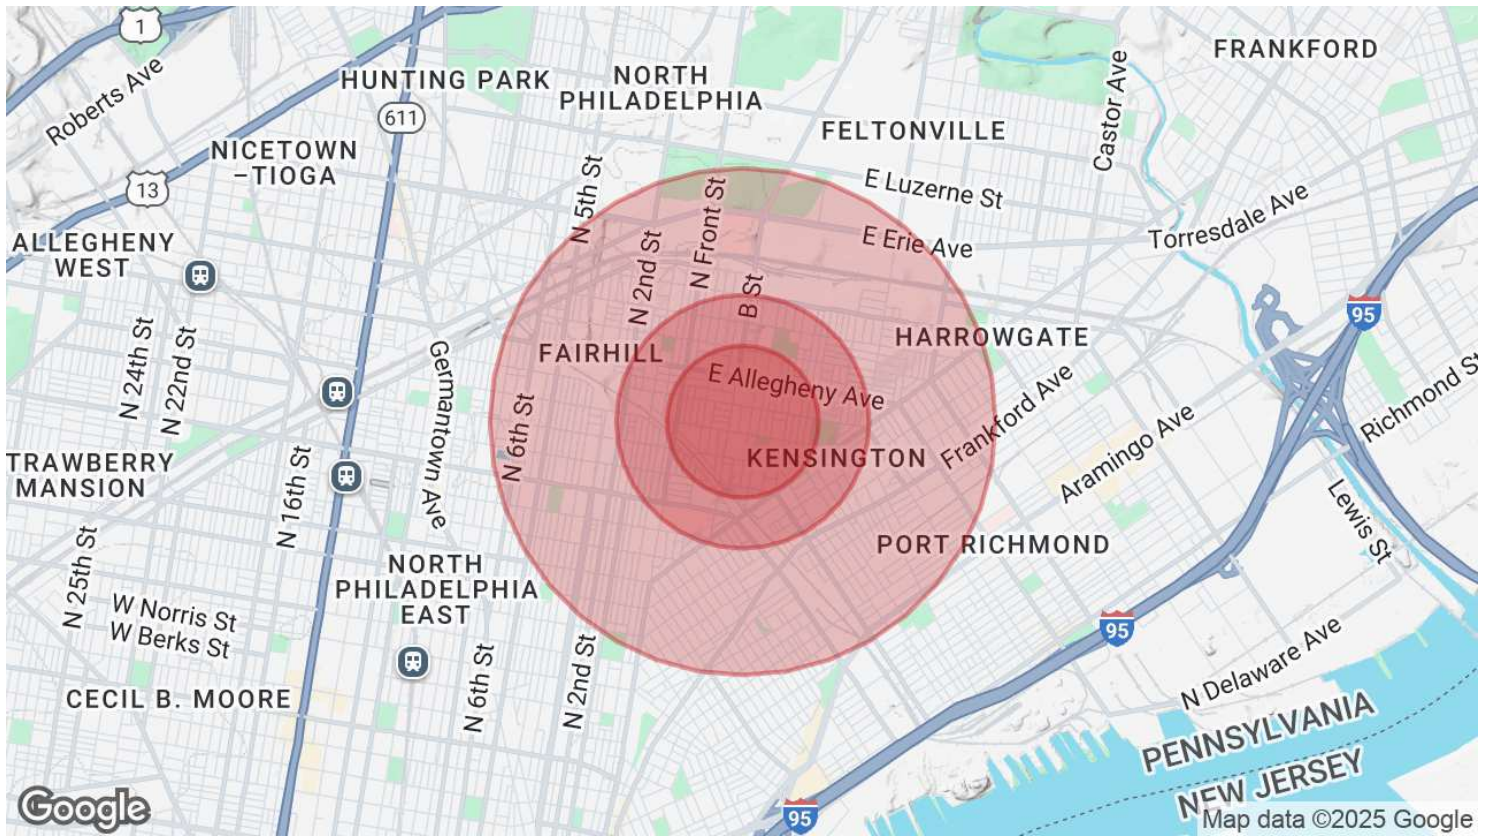 1
FRANKFORD
Roberts Ave
HUNTING PARK
NORTH
PHILADELPHIA
Castor Ave
611
FELTONVILLE
NICETOWN
–TIOGA
13
N 5th St
N Front St
E Luzerne St
Torresdale Ave
ALLEGHENY
WEST
N 2nd St
E Erie Ave
B St
95
N 24th St
N 22nd St
Germantown Ave
FAIRHILL
HARROWGATE
E Allegheny Ave
Frankford Ave
Richmond St
N 6th St
Aramingo Ave
TRAWBERRY
MANSION
N 16th St
KENSINGTON
Lewis St
N 25th St
NORTH
PHILADELPHIA
EAST
PORT RICHMOND
W Norris St
W Berks St
95
N 6th St
N 2nd St
N Delaware Ave
CECIL B. MOORE
PENNSYLVANIA
NEW JERSEY
Google
95
Map data ©2025 Google